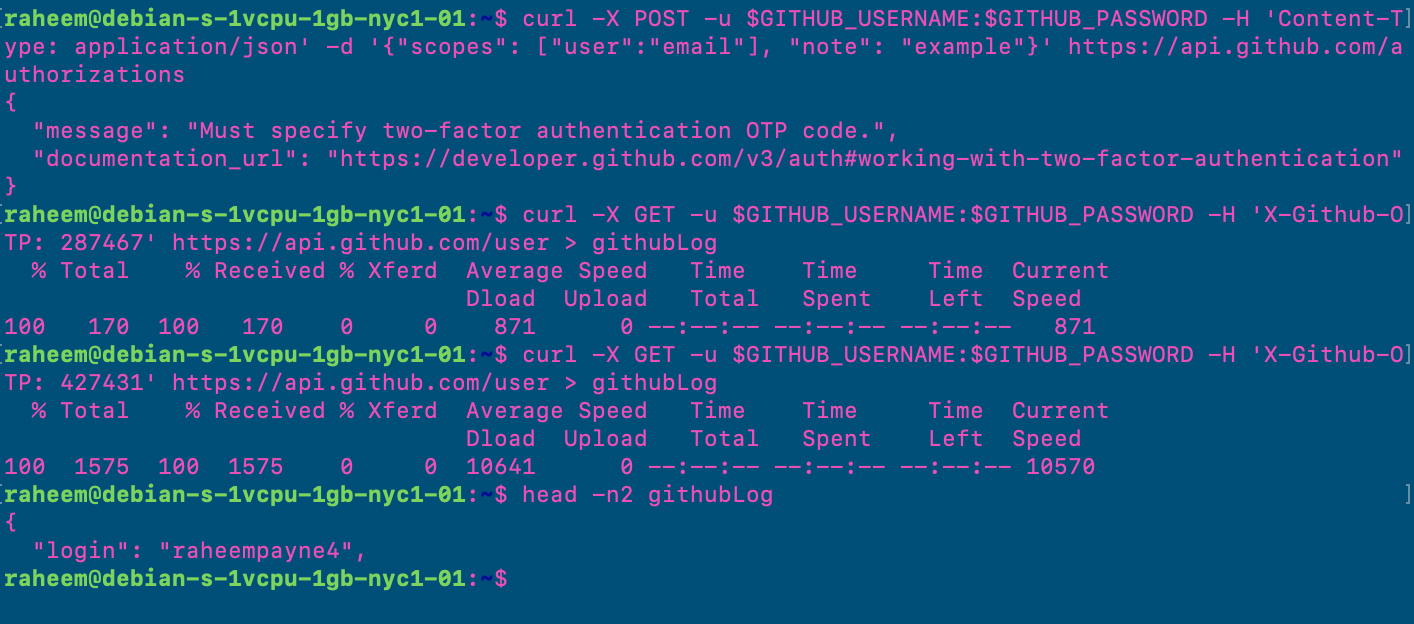 [raheem@debian-s-1vcpu-1gb-nyc1-01:~$ curl -X POST -u $GITHUB_USERNAME:$GITHUB_PASSWORD -H 'Content-T]
ype: application/json' -d '{"scopes": ["user":"email"], "note": "example"}' https://api.github.com/a
uthorizations
{
  "message": "Must specify two-factor authentication OTP code.",
  "documentation_url": "https://developer.github.com/v3/auth#working-with-two-factor-authentication"
}
[raheem@debian-s-1vcpu-1gb-nyc1-01:~$ curl -X GET -u $GITHUB_USERNAME:$GITHUB_PASSWORD -H 'X-Github-O]
TP: 287467' https://api.github.com/user > githubLog
  % Total    % Received % Xferd  Average Speed   Time    Time     Time  Current
                                 Dload  Upload   Total   Spent    Left  Speed
100   170  100   170    0     0    871      0 --:--:-- --:--:-- --:--:--   871
[raheem@debian-s-1vcpu-1gb-nyc1-01:~$ curl -X GET -u $GITHUB_USERNAME:$GITHUB_PASSWORD -H 'X-Github-O]
TP: 427431' https://api.github.com/user > githubLog
  % Total    % Received % Xferd  Average Speed   Time    Time     Time  Current
                                 Dload  Upload   Total   Spent    Left  Speed
100  1575  100  1575    0     0  10641      0 --:--:-- --:--:-- --:--:-- 10570
[raheem@debian-s-1vcpu-1gb-nyc1-01:~$ head -n2 githubLog ]
{
  "login": "raheempayne4",
raheem@debian-s-1vcpu-1gb-nyc1-01:~$